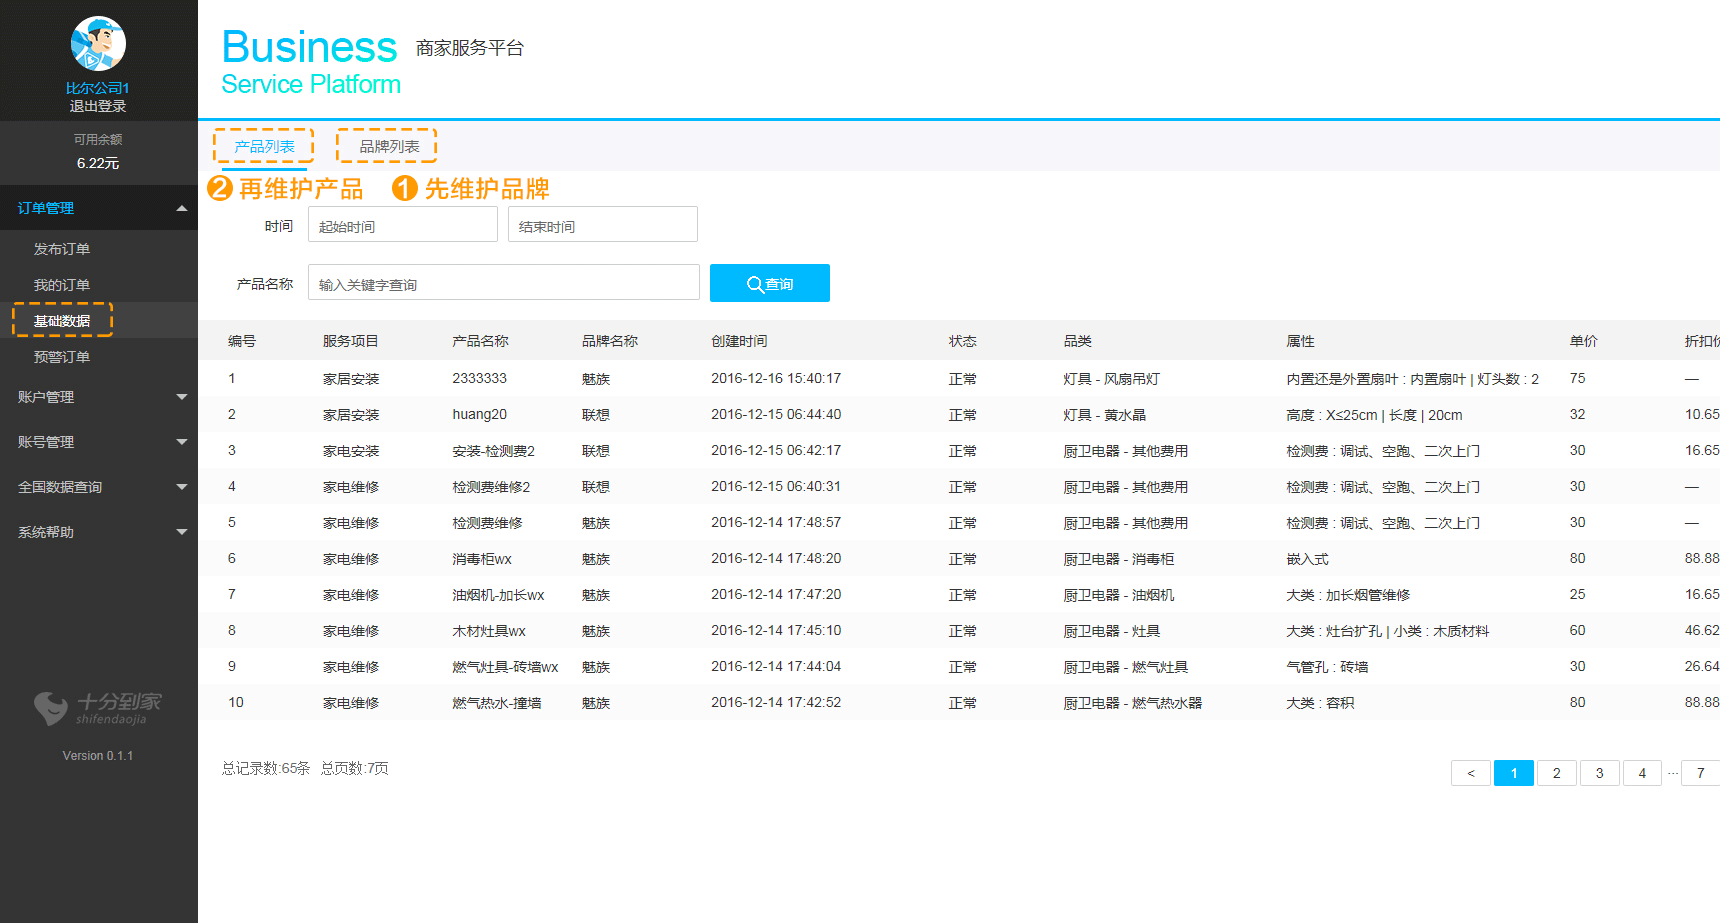 比尔公司1
退出登录
可用余额
6.22元
订单管理
发布订单
我的订单
基础数据
预警订单
账户管理
账号管理
全国数据查询
系统帮助
十分到家
shifendaojia
Version 0.1.1
Business 商家服务平台
Service Platform
产品列表 品牌列表
2 再维护产品 1 先维护品牌
时间 起始时间 结束时间
产品名称 输入关键字查询 查询
编号 服务项目 产品名称 品牌名称 创建时间 状态 品类 属性 单价 折扣价
1 家居安装 2333333 魅族 2016-12-16 15:40:17 正常 灯具 - 风扇吊灯 内置还是外置扇叶 : 内置扇叶 | 灯头数 : 2 75 —
2 家居安装 huang20 联想 2016-12-15 06:44:40 正常 灯具 - 黄水晶 高度 : X≤25cm | 长度 | 20cm 32 10.65
3 家电安装 安装-检测费2 联想 2016-12-15 06:42:17 正常 厨卫电器 - 其他费用 检测费 : 调试、空跑、二次上门 30 16.65
4 家电维修 检测费维修2 联想 2016-12-15 06:40:31 正常 厨卫电器 - 其他费用 检测费 : 调试、空跑、二次上门 30 —
5 家电维修 检测费维修 魅族 2016-12-14 17:48:57 正常 厨卫电器 - 其他费用 检测费 : 调试、空跑、二次上门 30 —
6 家电维修 消毒柜wx 魅族 2016-12-14 17:48:20 正常 厨卫电器 - 消毒柜 嵌入式 80 88.88
7 家电维修 油烟机-加长wx 魅族 2016-12-14 17:47:20 正常 厨卫电器 - 油烟机 大类 : 加长烟管维修 25 16.65
8 家电维修 木材灶具wx 魅族 2016-12-14 17:45:10 正常 厨卫电器 - 灶具 大类 : 灶台扩孔 | 小类 : 木质材料 60 46.62
9 家电维修 燃气灶具-砖墙wx 魅族 2016-12-14 17:44:04 正常 厨卫电器 - 燃气灶具 气管孔 : 砖墙 30 26.64
10 家电维修 燃气热水-撞墙 魅族 2016-12-14 17:42:52 正常 厨卫电器 - 燃气热水器 大类 : 容积 80 88.88
总记录数:65条 总页数:7页
< 1 2 3 4 ... 7